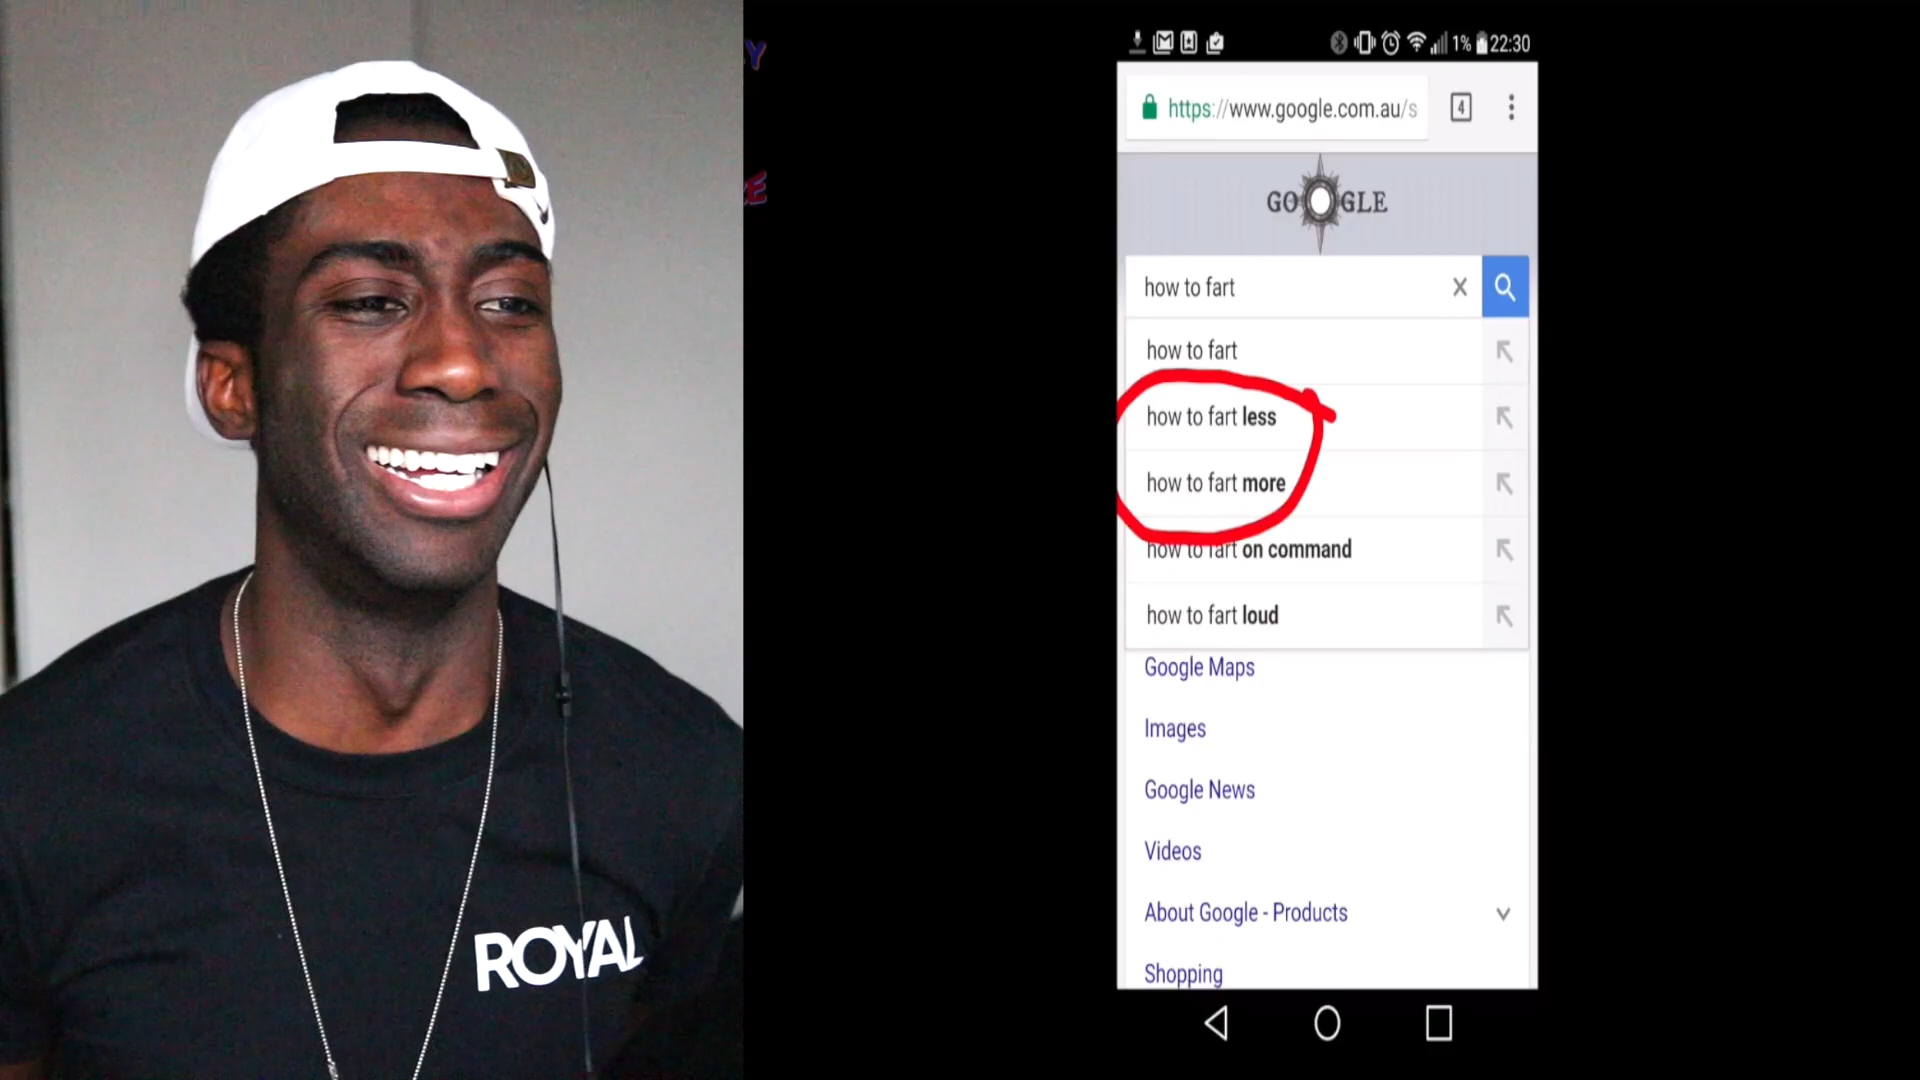 ROYAL
1% 22:30
https://www.google.com.au/s
4
GO GLE
how to fart
how to fart
how to fart less
how to fart more
how to fart on command
how to fart loud
Google Maps
Images
Google News
Videos
About Google - Products
Shopping